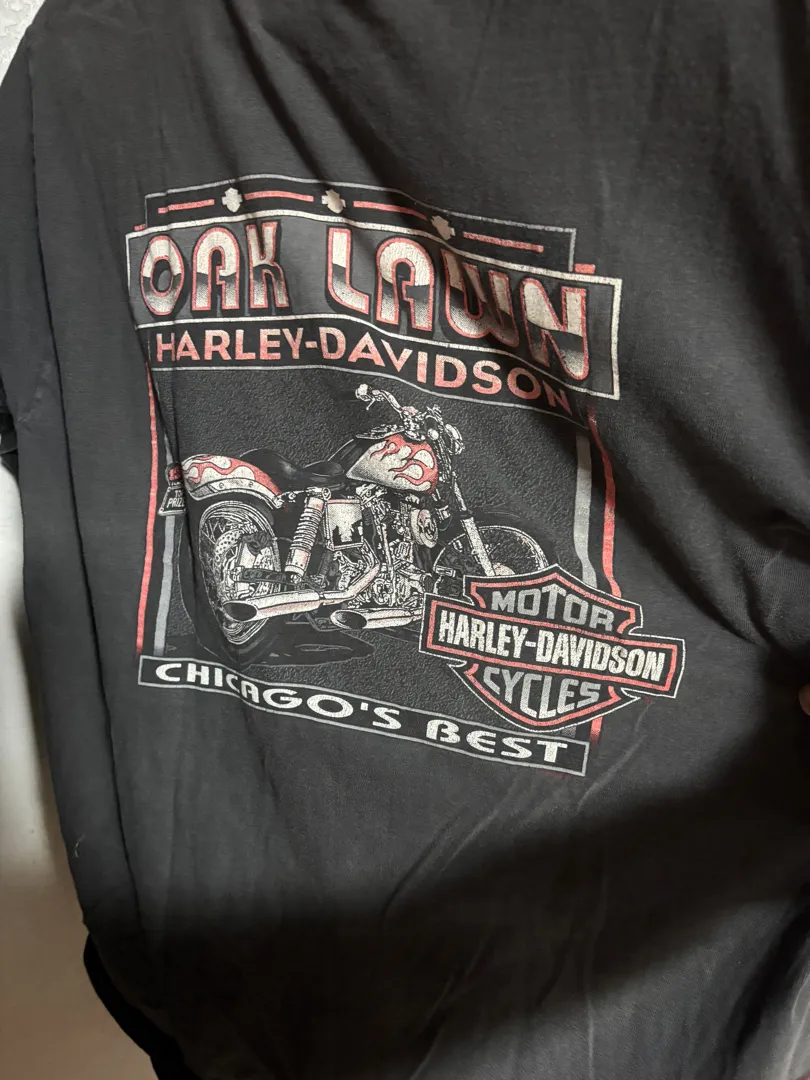 OAK LAWN
HARLEY-DAVIDSON
MOTOR
HARLEY-DAVIDSON
CYCLES
CHICAGO'S BEST